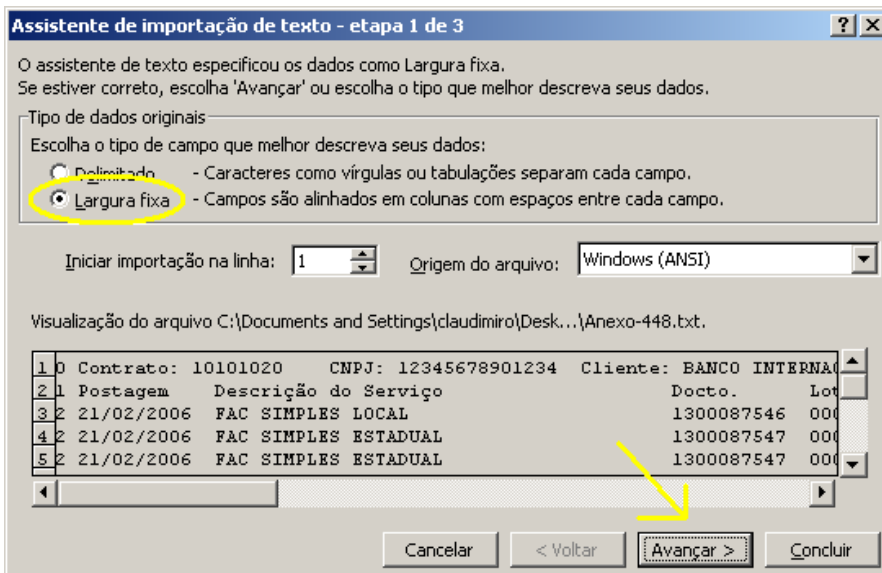 Assistente de importação de texto - etapa 1 de 3
O assistente de texto especificou os dados como Largura fixa.
Se estiver correto, escolha 'Avançar' ou escolha o tipo que melhor descreva seus dados.
Tipo de dados originais
Escolha o tipo de campo que melhor descreva seus dados:
Delimitado - Caracteres como vírgulas ou tabulações separam cada campo.
Largura fixa - Campos são alinhados em colunas com espaços entre cada campo.
Iniciar importação na linha: 1 Origem do arquivo: Windows (ANSI)
Visualização do arquivo C:\Documents and Settings\claudimiro\Desk...\Anexo-448.txt.
1 0 Contrato: 10101020 CNPJ: 12345678901234 Cliente: BANCO INTERNA
2 1 Postagem Descrição do Serviço Docto. Lot
3 2 21/02/2006 FAC SIMPLES LOCAL 1300087546 000
4 2 21/02/2006 FAC SIMPLES ESTADUAL 1300087547 000
5 2 21/02/2006 FAC SIMPLES ESTADUAL 1300087547 000
Cancelar < Voltar Avançar > Concluir